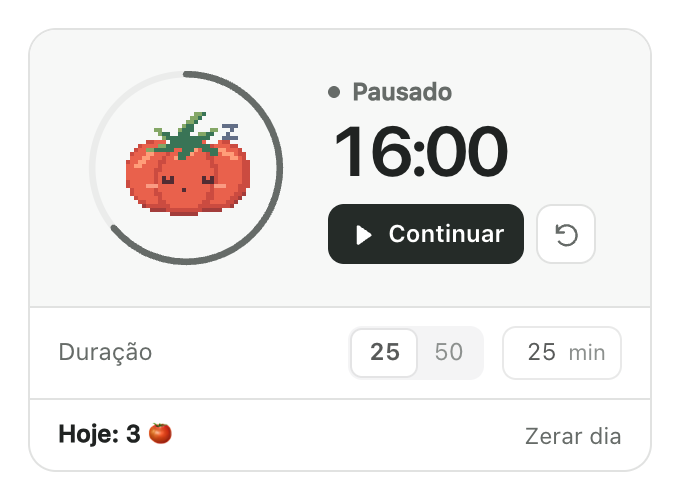 Z
Pausado
16:00
Continuar
Duração 25 50 25 min
Hoje: 3 🍅 Zerar dia